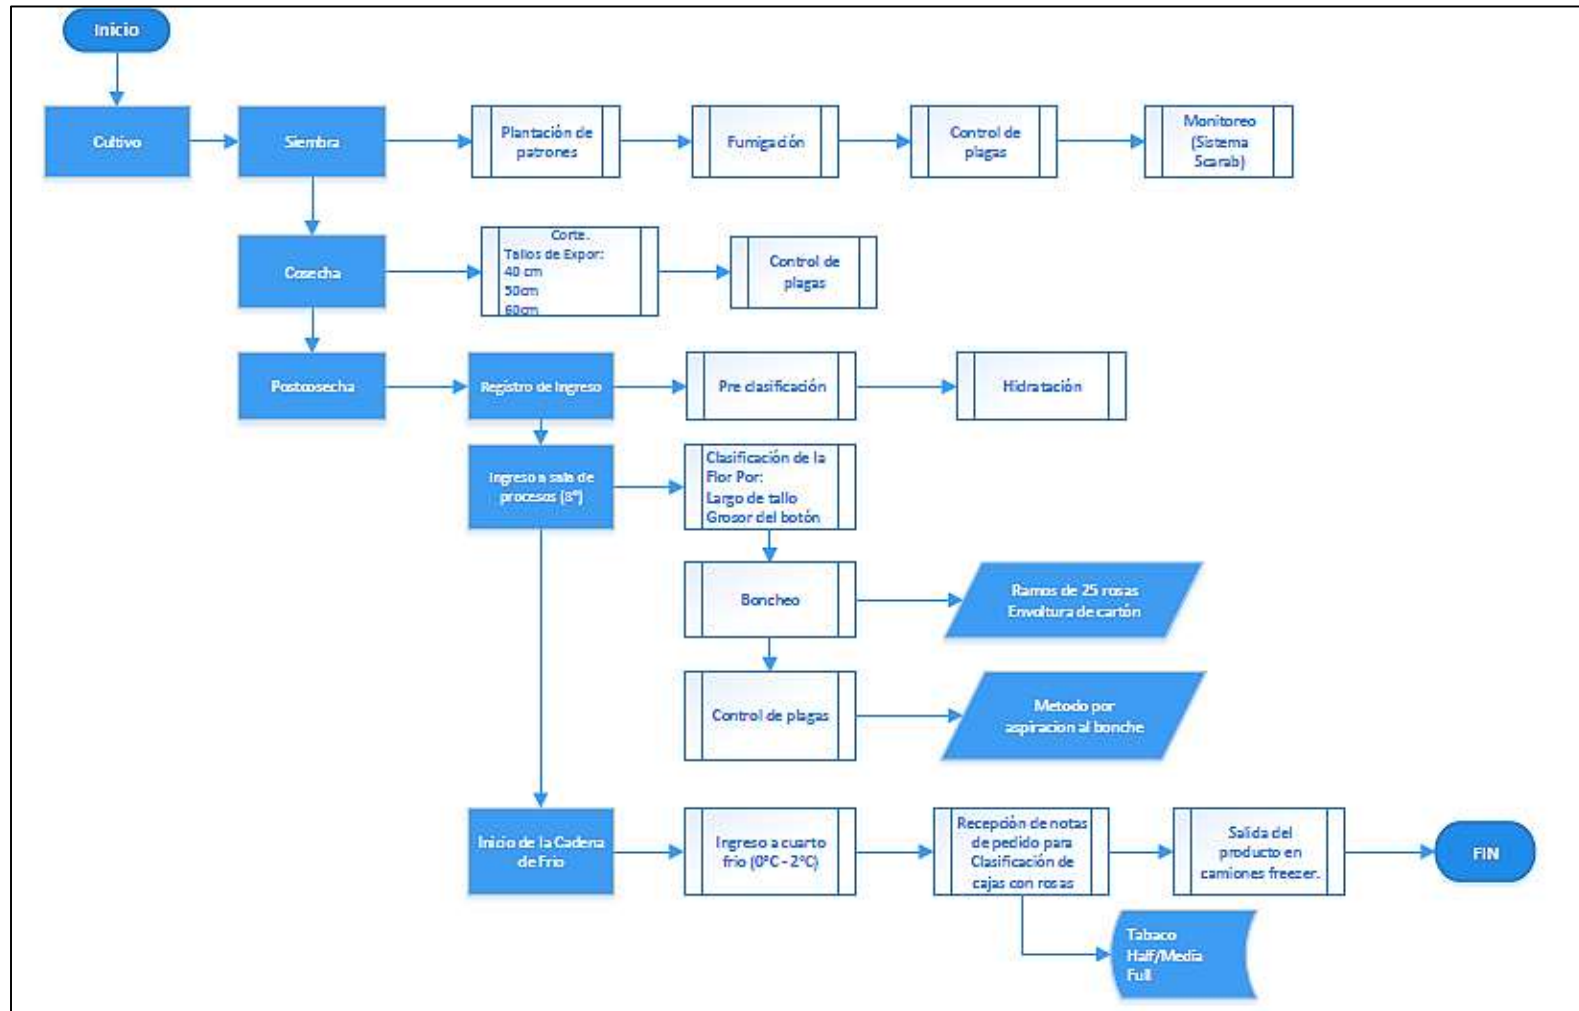 Inicio
Cultivo
Siembra
Plantación de
patrones
Fumigación
Control de
plagas
Monitoreo
(Sistema
Scarab)
Cosecha
Corte.
Tallos de Expor:
40 cm
50cm
60cm
Control de
plagas
Postcosecha
Registro de Ingreso
Pre clasificación
Hidratación
Ingreso a sala de
procesos (8°)
Clasificación de la
Flor Por:
Largo de tallo
Grosor del botón
Boncheo
Ramos de 25 rosas
Envoltura de cartón
Control de plagas
Metodo por
aspiracion al bonche
Inicio de la Cadena
de Frio
Ingreso a cuarto
frio (0°C - 2°C)
Recepción de notas
de pedido para
Clasificación de
cajas con rosas
Salida del
producto en
camiones freezer.
FIN
Tabaco
Half/Media
Full